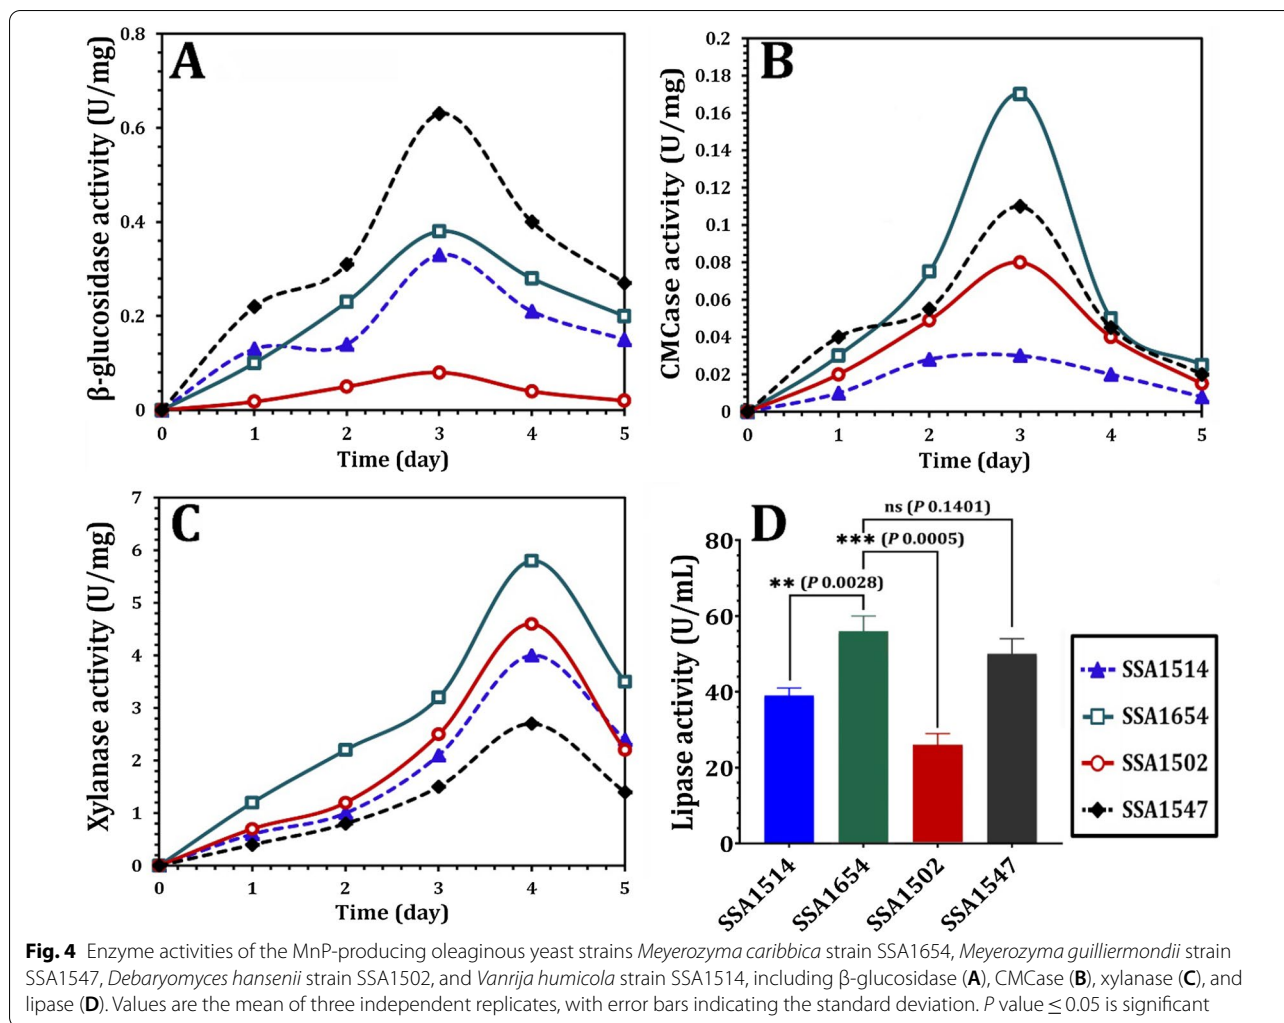 A
β-glucosidase activity (U/mg)
0.8
0.6
0.4
0.2
0
0 1 2 3 4 5
Time (day)
B
CMCase activity (U/mg)
0.2
0.18
0.16
0.14
0.12
0.1
0.08
0.06
0.04
0.02
0
0 1 2 3 4 5
Time (day)
C
Xylanase activity (U/mg)
7
6
5
4
3
2
1
0
0 1 2 3 4 5
Time (day)
D
Lipase activity (U/mL)
80
60
40
20
0
ns (P 0.1401)
*** (P 0.0005)
** (P 0.0028)
SSA1514
SSA1654
SSA1502
SSA1547
SSA1514
SSA1654
SSA1502
SSA1547
Fig. 4 Enzyme activities of the MnP-producing oleaginous yeast strains Meyerozyma caribbica strain SSA1654, Meyerozyma guilliermondii strain
SSA1547, Debaryomyces hansenii strain SSA1502, and Vanrija humicola strain SSA1514, including β-glucosidase (A), CMCase (B), xylanase (C), and
lipase (D). Values are the mean of three independent replicates, with error bars indicating the standard deviation. P value ≤ 0.05 is significant